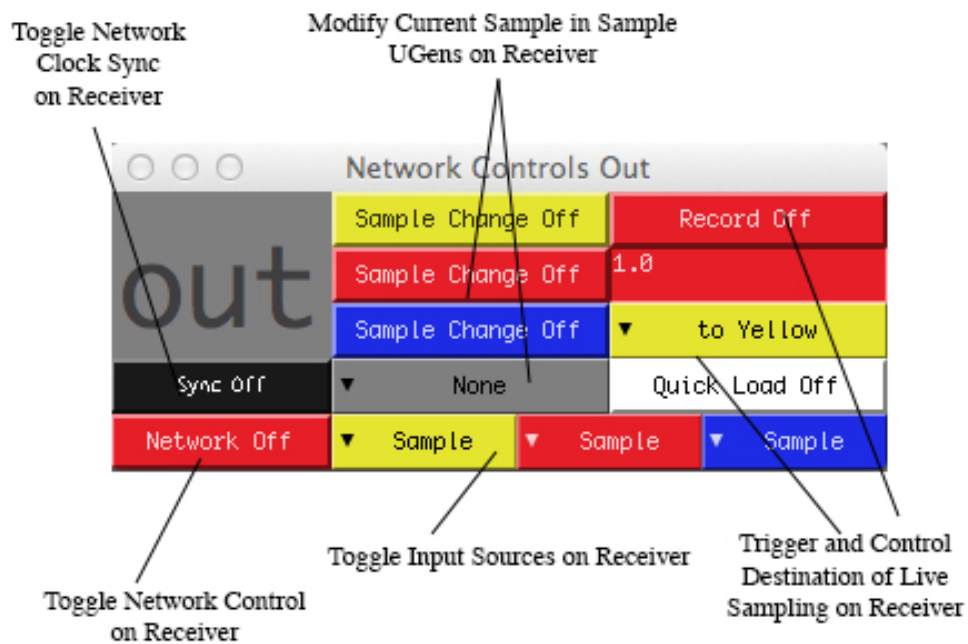 Toggle Network
Clock Sync
on Receiver
Modify Current Sample in Sample
UGens on Receiver
Network Controls Out
out
Sample Change Off
Record Off
Sample Change Off
1.0
Sample Change Off
▼ to Yellow
Sync Off
▼ None
Quick Load Off
Network Off
▼ Sample
▼ Sample
▼ Sample
Toggle Input Sources on Receiver
Trigger and Control
Destination of Live
Sampling on Receiver
Toggle Network Control
on Receiver